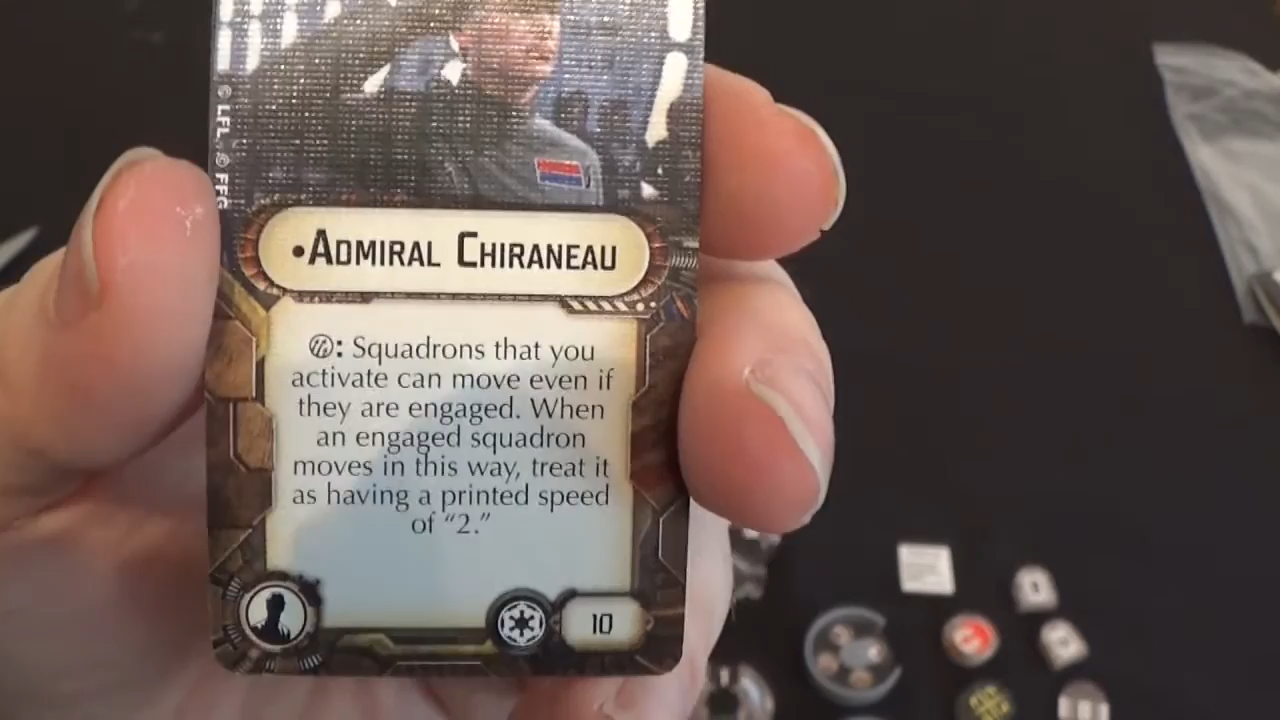 © LFL. © FFG
•ADMIRAL CHIRANEAU
: Squadrons that you
activate can move even if
they are engaged. When
an engaged squadron
moves in this way, treat it
as having a printed speed
of “2.”
10